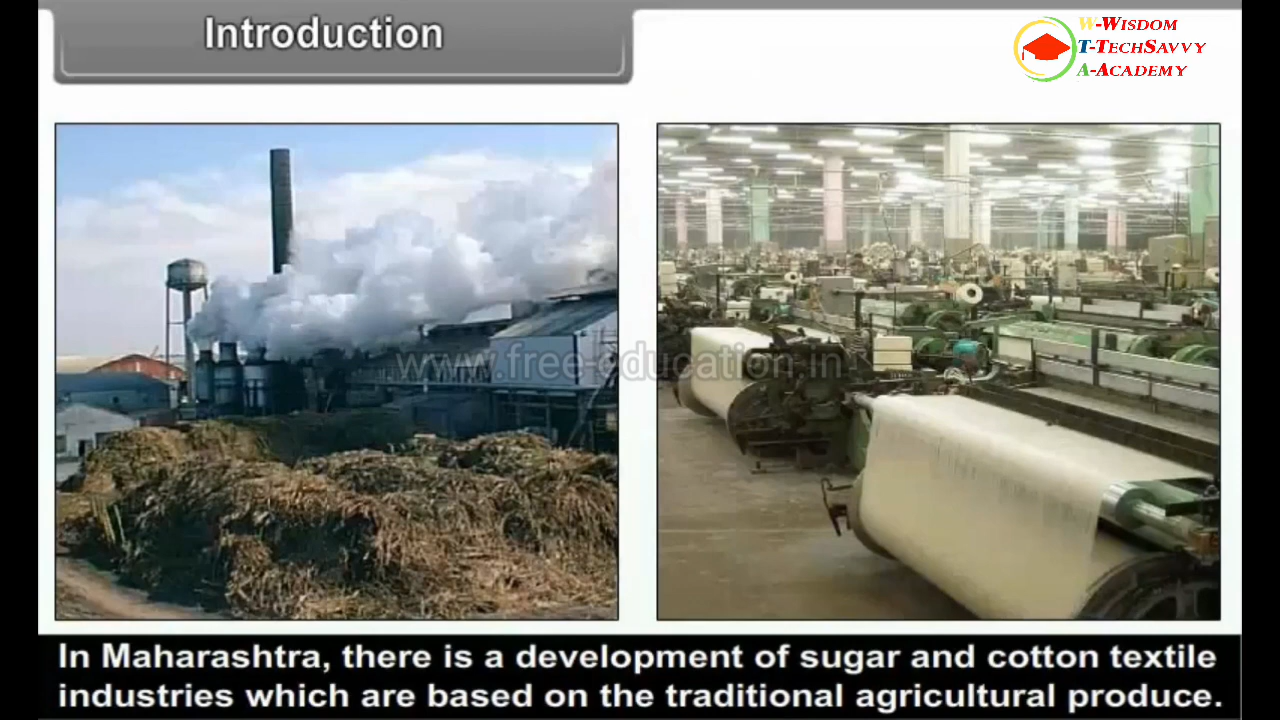 Introduction
W-WISDOM
T-TECHSAVVY
A-ACADEMY
www.free-education.in
In Maharashtra, there is a development of sugar and cotton textile
industries which are based on the traditional agricultural produce.